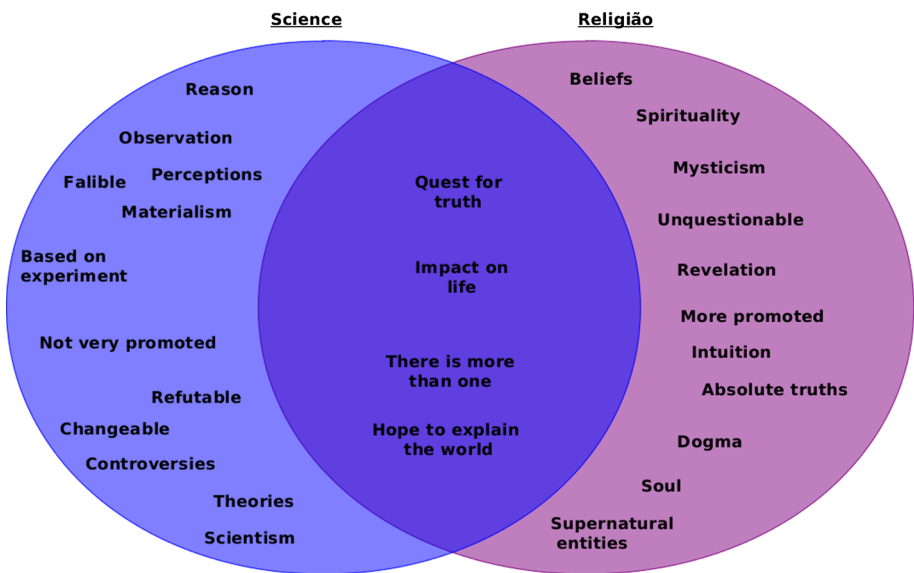 Science
Religião
Reason
Observation
Falible
Perceptions
Materialism
Based on
experiment
Not very promoted
Refutable
Changeable
Controversies
Theories
Scientism
Quest for
truth
Impact on
life
There is more
than one
Hope to explain
the world
Beliefs
Spirituality
Mysticism
Unquestionable
Revelation
More promoted
Intuition
Absolute truths
Dogma
Soul
Supernatural
entities